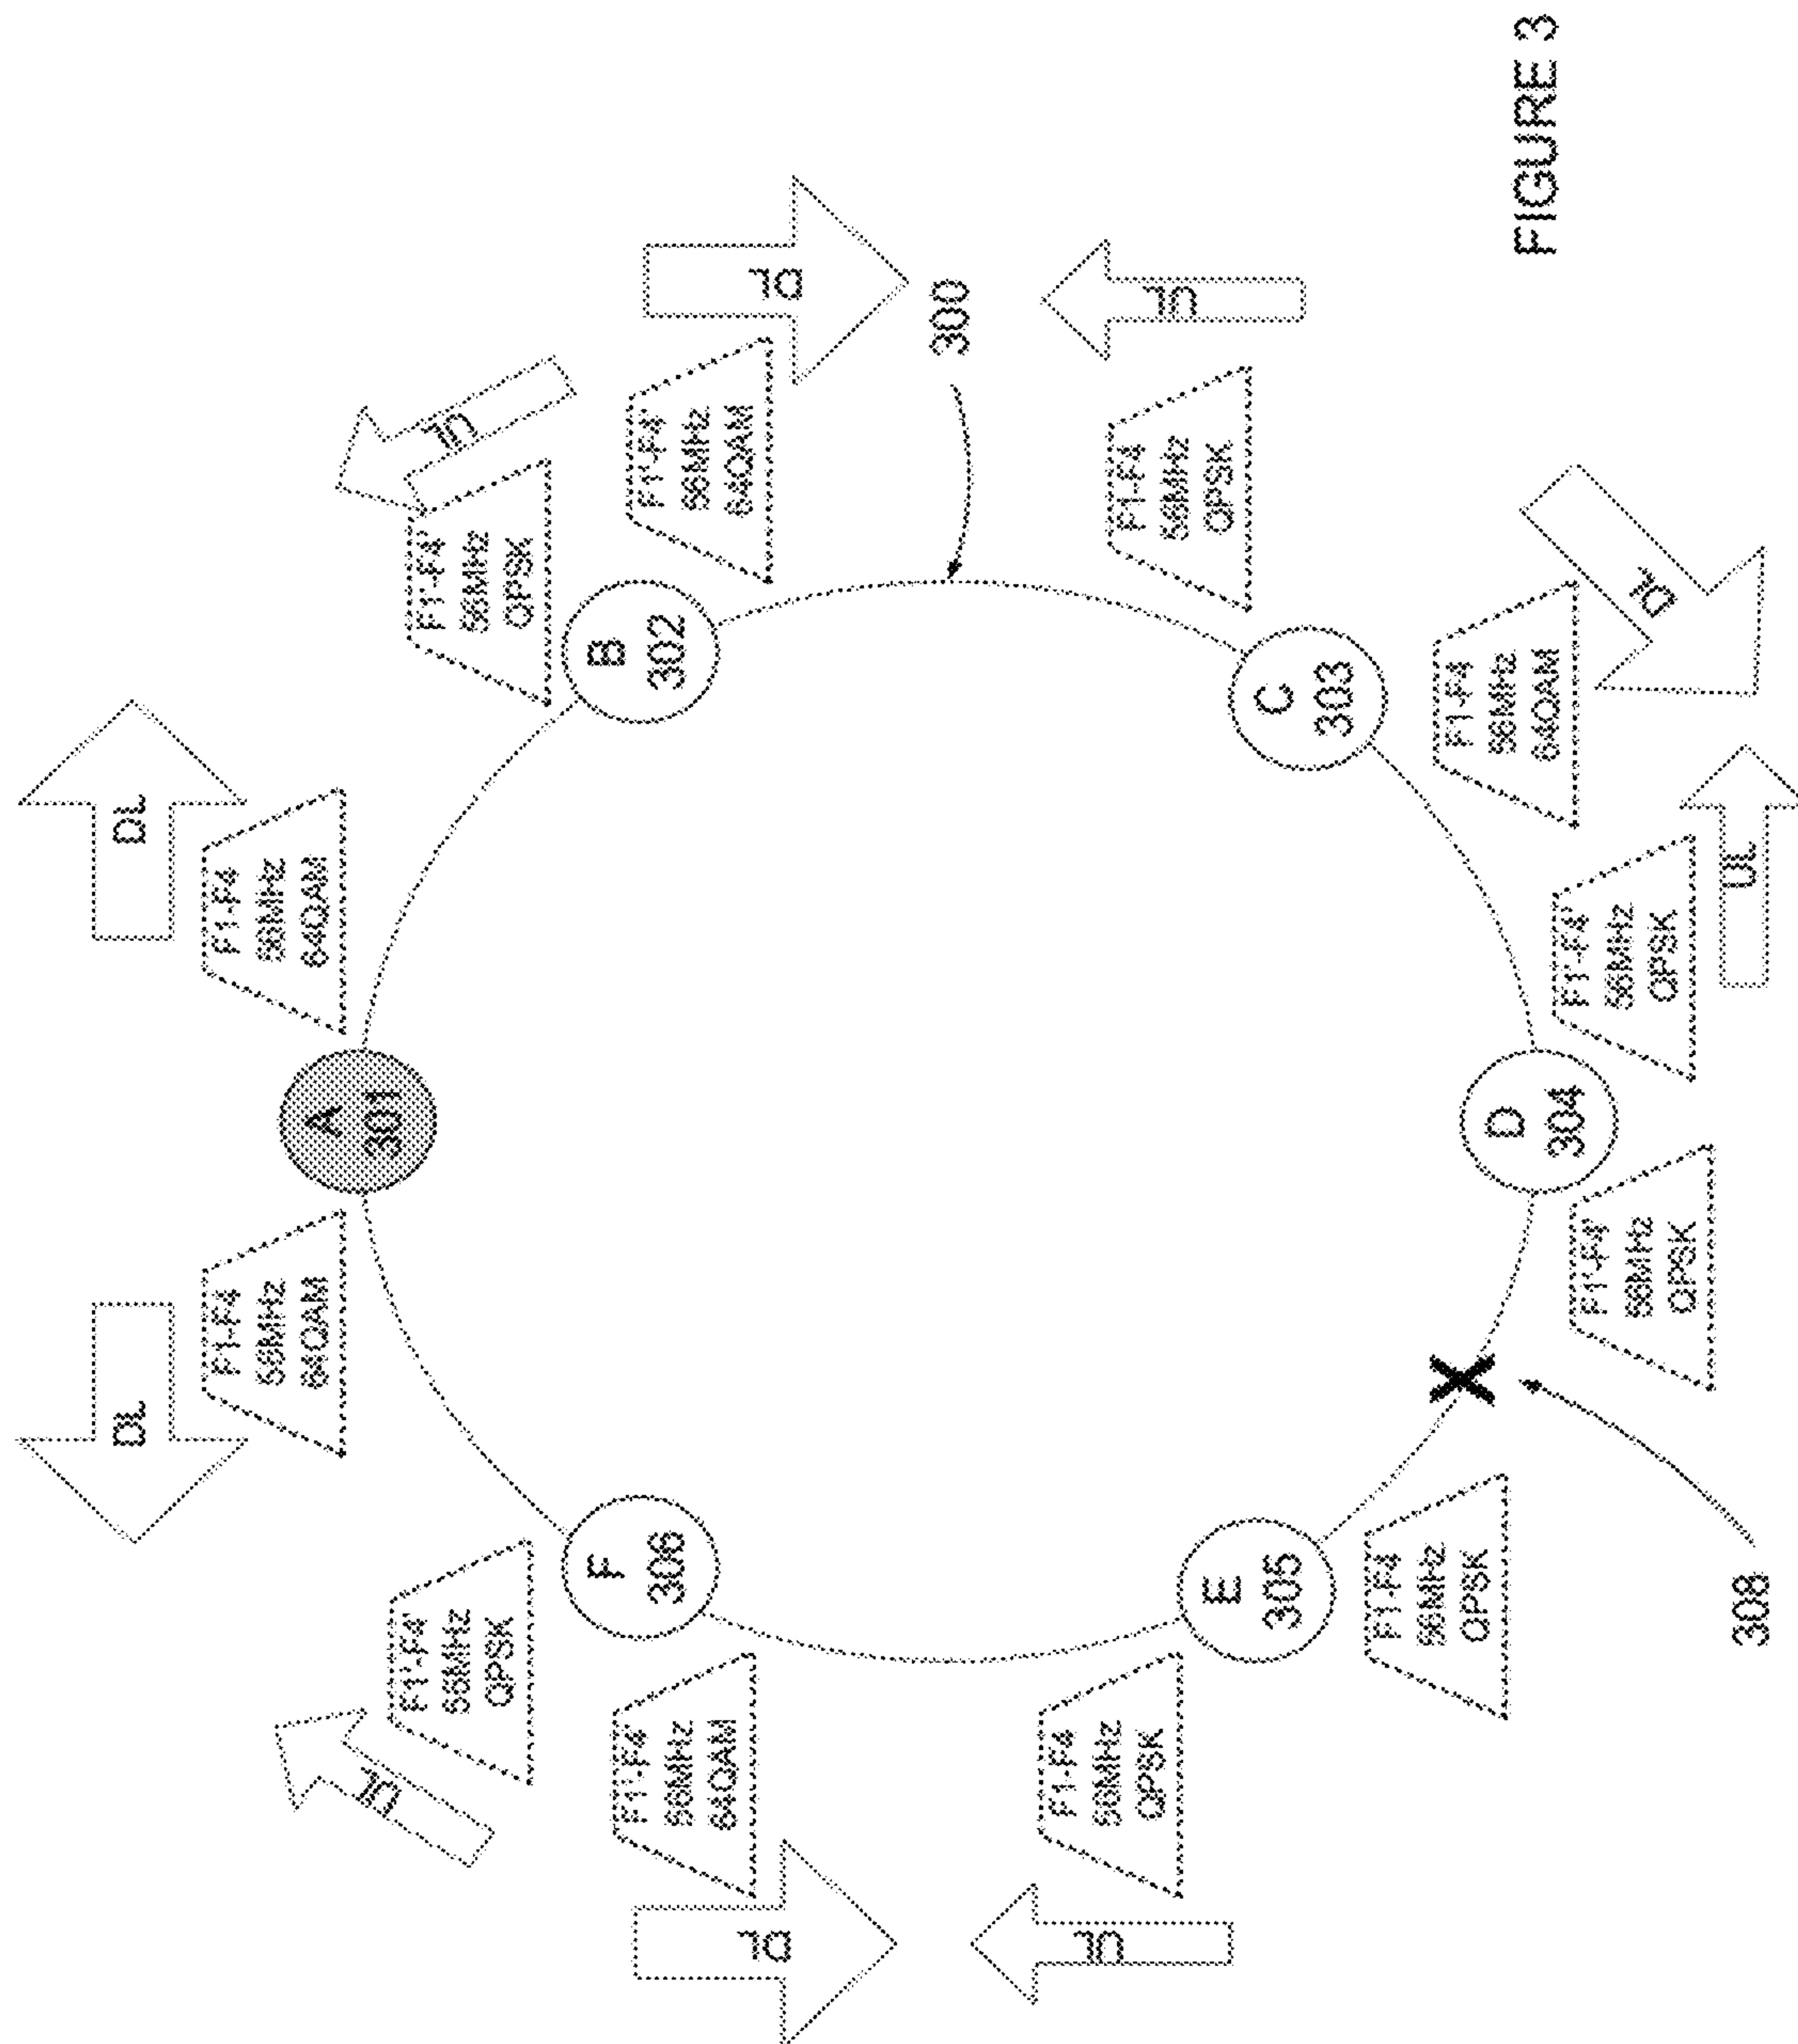 DL
F1-F4
56MHz
64QAM
DL
F1-F4
56MHz
64QAM
A
301
UL
F1'-F4'
56MHz
QPSK
F1'-F4'
56MHz
64QAM
DL
B
302
300
UL
F1-F4
56MHz
QPSK
C
303
F1-F4
56MHz
64QAM
DL
UL
F1'-F4'
56MHz
QPSK
D
304
F1'-F4'
56MHz
QPSK
X
308
F1-F4
56MHz
QPSK
E
305
F1-F4
56MHz
QPSK
UL
DL
F1'-F4'
56MHz
64QAM
F
306
F1'-F4'
56MHz
QPSK
UL
FIGURE 3